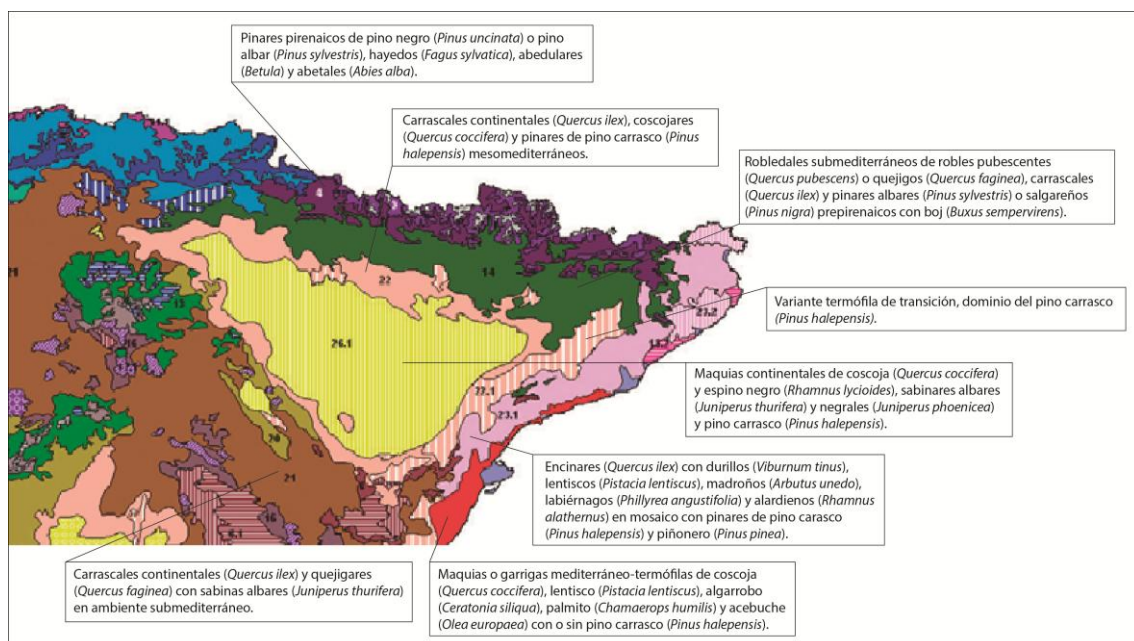 Pinares pirenaicos de pino negro (Pinus uncinata) o pino
albar (Pinus sylvestris), hayedos (Fagus sylvatica), abedulares
(Betula) y abetales (Abies alba).
Carrascales continentales (Quercus ilex), coscojares
(Quercus coccifera) y pinares de pino carrasco (Pinus
halepensis) mesomediterráneos.
Robledales submediterráneos de robles pubescentes
(Quercus pubescens) o quejigos (Quercus faginea), carrascales
(Quercus ilex) y pinares albares (Pinus sylvestris) o salgareños
(Pinus nigra) prepirenaicos con boj (Buxus sempervirens).
4
14
22
15
27.2
Variante termófila de transición, dominio del pino carrasco
(Pinus halepensis).
26.1
Maquias continentales de coscoja (Quercus coccifera)
y espino negro (Rhamnus lycioides), sabinares albares
(Juniperus thurifera) y negrales (Juniperus phoenicea)
y pino carrasco (Pinus halepensis).
22.1
23.1
20
21
Encinares (Quercus ilex) con durillos (Viburnum tinus),
lentiscos (Pistacia lentiscus), madroños (Arbutus unedo),
labiérnagos (Phillyrea angustifolia) y alardienos (Rhamnus
alathernus) en mosaico con pinares de pino carasco
(Pinus halepensis) y piñonero (Pinus pinea).
Carrascales continentales (Quercus ilex) y quejigares
(Quercus faginea) con sabinas albares (Juniperus thurifera)
en ambiente submediterráneo.
Maquias o garrigas mediterráneo-termófilas de coscoja
(Quercus coccifera), lentisco (Pistacia lentiscus), algarrobo
(Ceratonia siliqua), palmito (Chamaerops humilis) y acebuche
(Olea europaea) con o sin pino carrasco (Pinus halepensis).